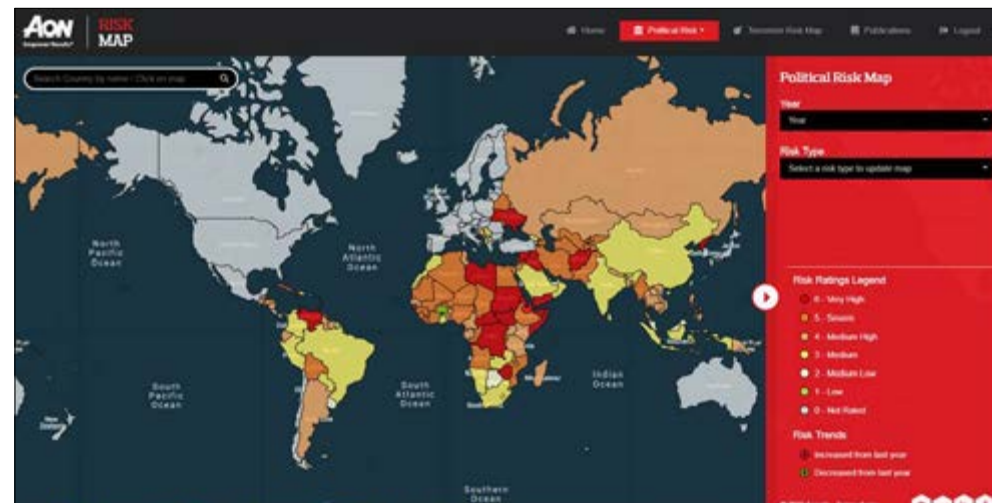 AON
Empower Results®
RISK
MAP
Home
Political Risk
Terrorism Risk Map
Publications
Logout
Search Country by name / Click on map
North
Pacific
Ocean
North
Atlantic
Ocean
South
Pacific
Ocean
South
Atlantic
Ocean
Indian
Ocean
Southern
Ocean
New
Zealand
Political Risk Map
Year
Year
Risk Type
Select a risk type to update map
Risk Ratings Legend
6 - Very High
5 - Severe
4 - Medium High
3 - Medium
2 - Medium Low
1 - Low
0 - Not Rated
Risk Trends
Increased from last year
Decreased from last year